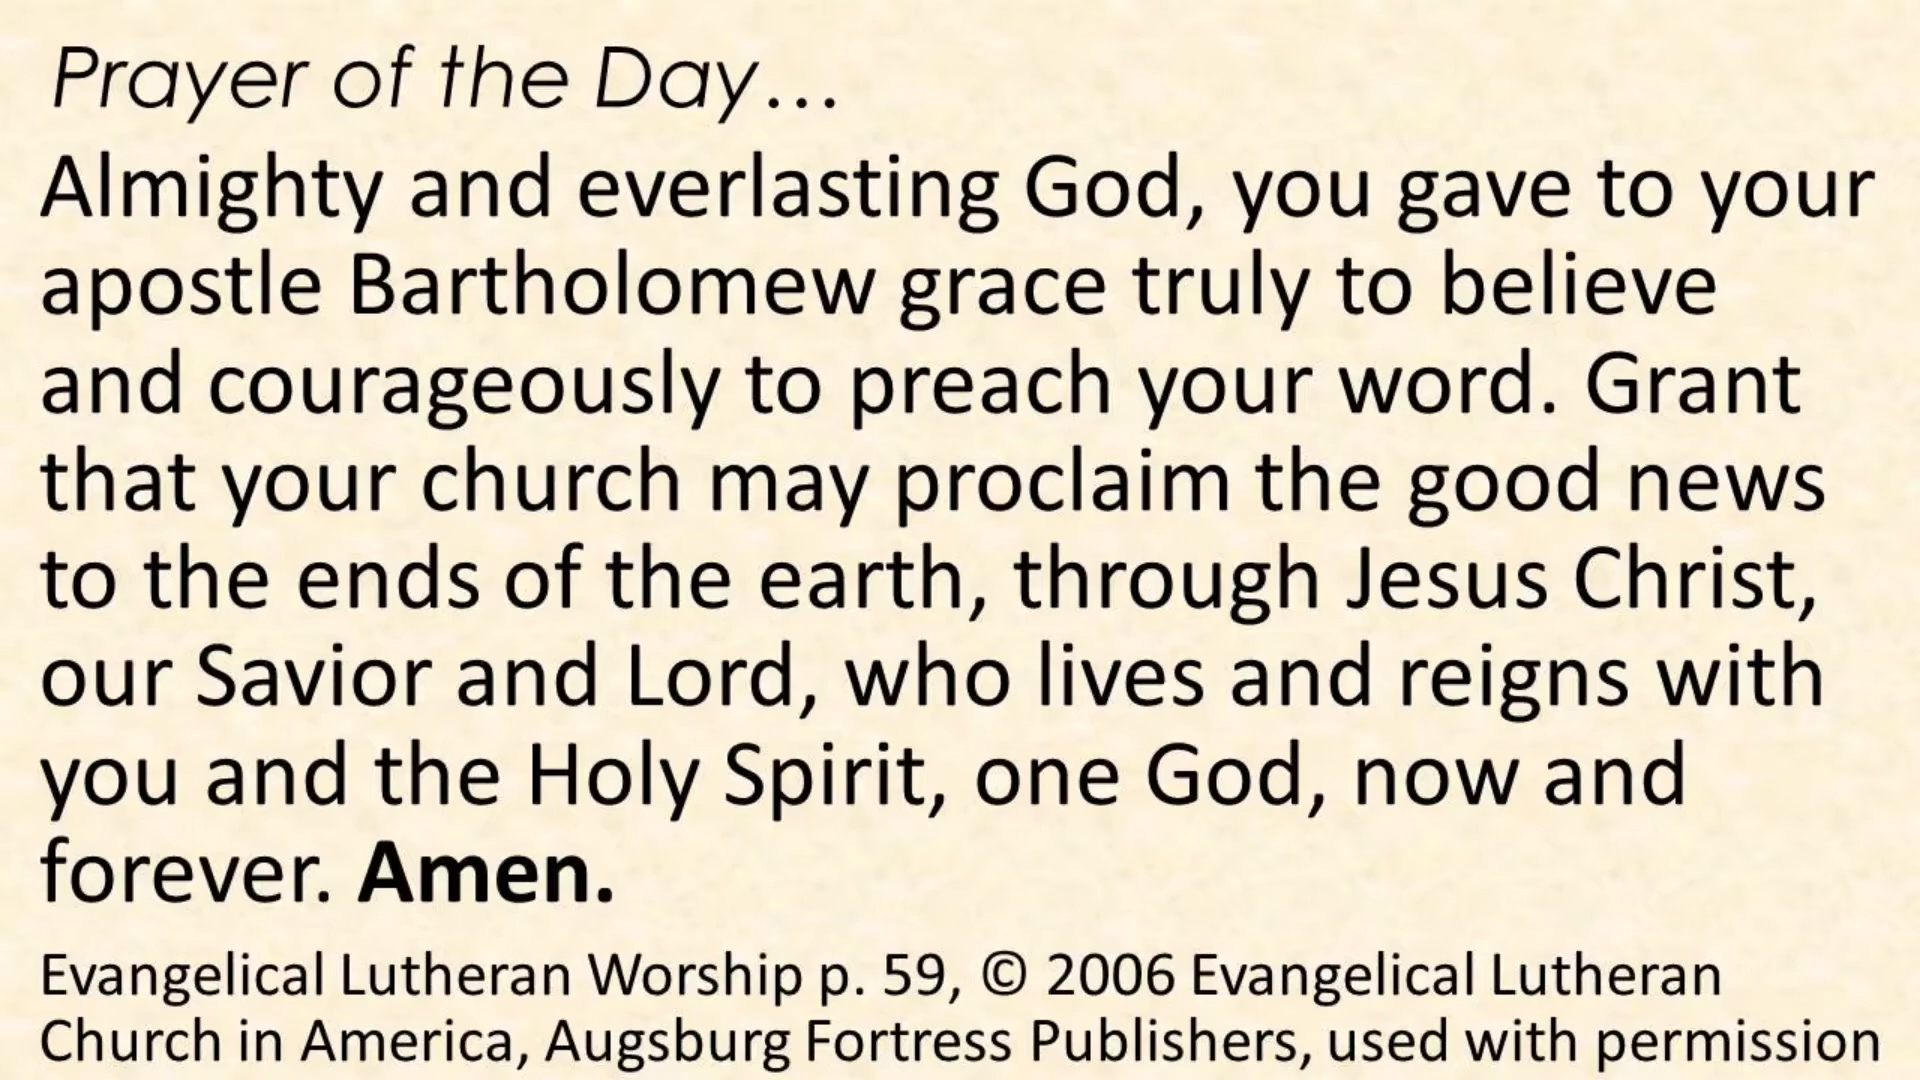 Prayer of the Day...
Almighty and everlasting God, you gave to your
apostle Bartholomew grace truly to believe
and courageously to preach your word. Grant
that your church may proclaim the good news
to the ends of the earth, through Jesus Christ,
our Savior and Lord, who lives and reigns with
you and the Holy Spirit, one God, now and
forever. Amen.
Evangelical Lutheran Worship p. 59, © 2006 Evangelical Lutheran
Church in America, Augsburg Fortress Publishers, used with permission